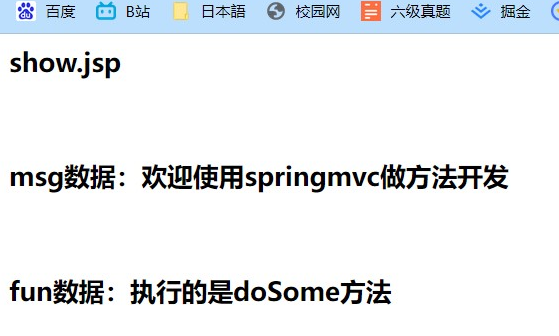 百度 B站 日本語 校园网 六级真题 掘金
show.jsp
msg数据：欢迎使用springmvc做方法开发
fun数据：执行的是doSome方法